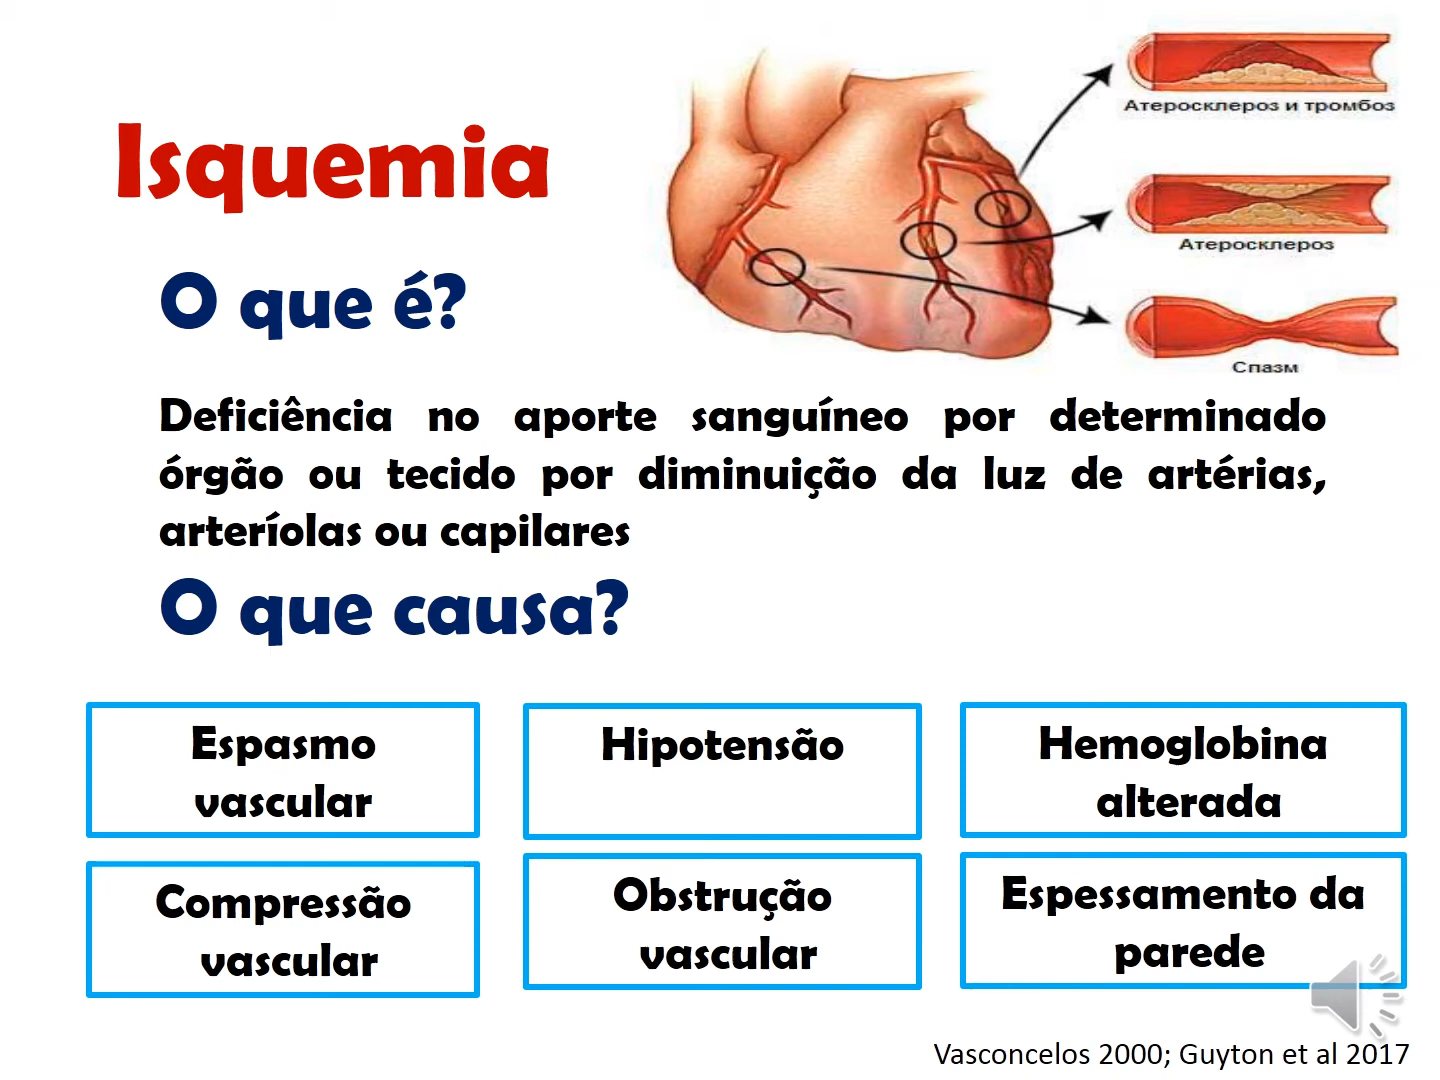 Isquemia
Атеросклероз и тромбоз
Атеросклероз
Спазм
O que é?
Deficiência no aporte sanguíneo por determinado
órgão ou tecido por diminuição da luz de artérias,
arteríolas ou capilares
O que causa?
Espasmo
vascular
Hipotensão
Hemoglobina
alterada
Compressão
vascular
Obstrução
vascular
Espessamento da
parede
Vasconcelos 2000; Guyton et al 2017